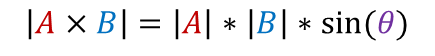 |A × B| = |A| * |B| * sin(θ)